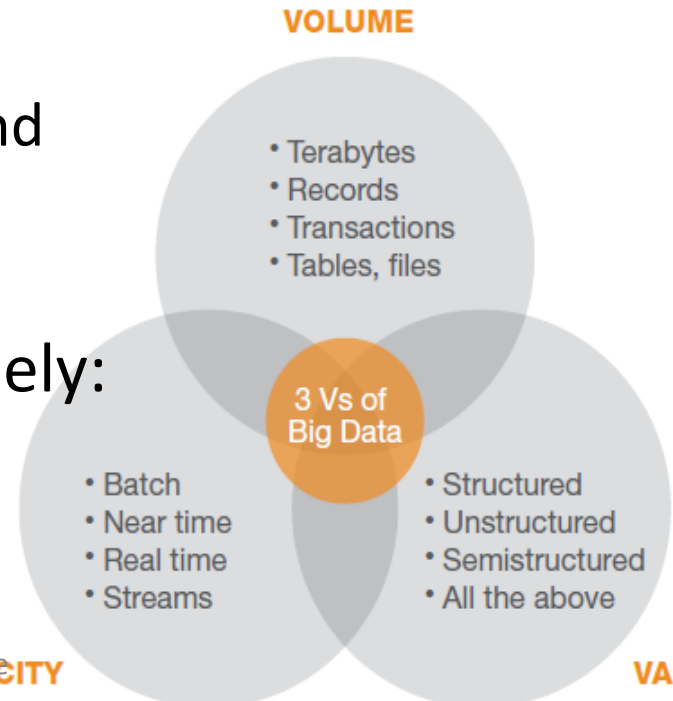 VOLUME
nd
• Terabytes
• Records
• Transactions
• Tables, files
ely:
3 Vs of
Big Data
• Batch
• Near time
• Real time
• Streams
• Structured
• Unstructured
• Semistructured
• All the above
CITY
VA